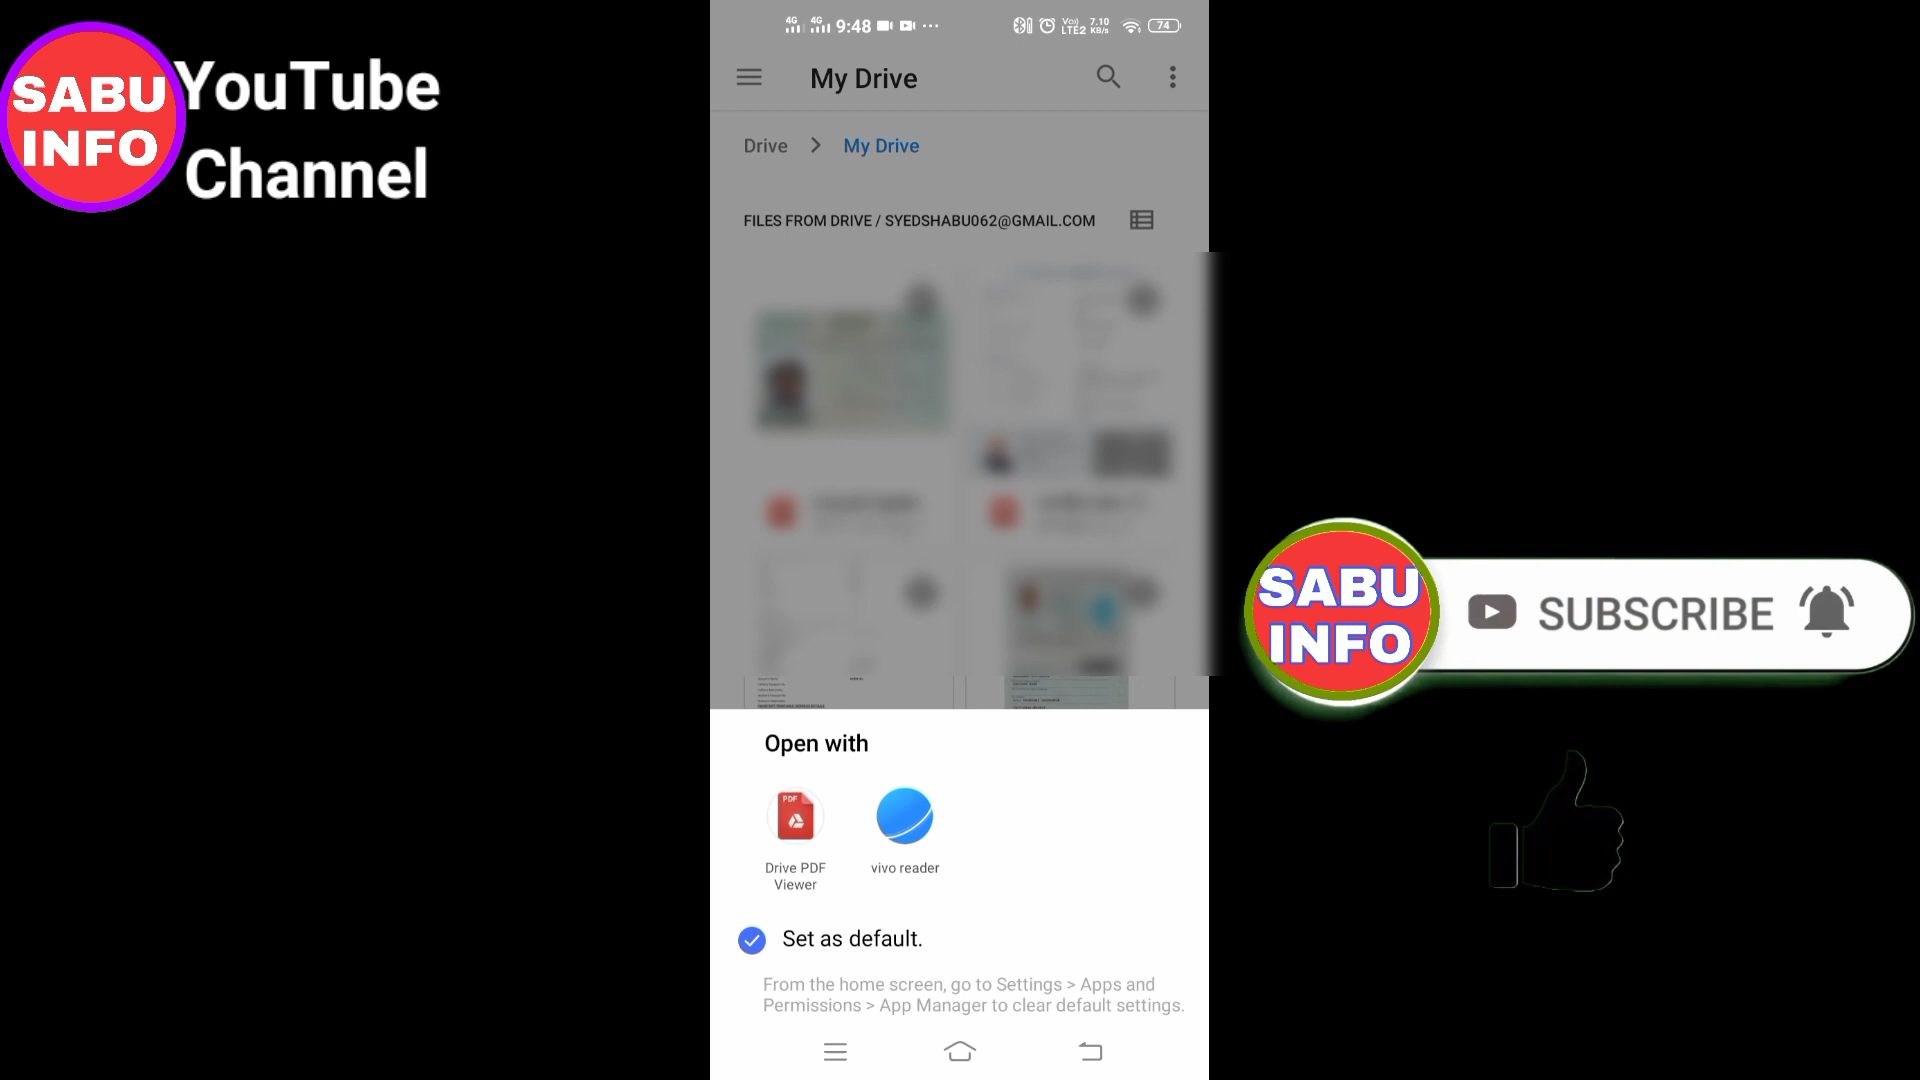 SABU
INFO
YouTube
Channel
4G 4G 9:48 Vo)) LTE2 7.10 KB/s 74
My Drive
Drive > My Drive
FILES FROM DRIVE / SYEDSHABU062@GMAIL.COM
Open with
PDF
Drive PDF
Viewer
vivo reader
Set as default.
From the home screen, go to Settings > Apps and
Permissions > App Manager to clear default settings.
SABU
INFO
SUBSCRIBE